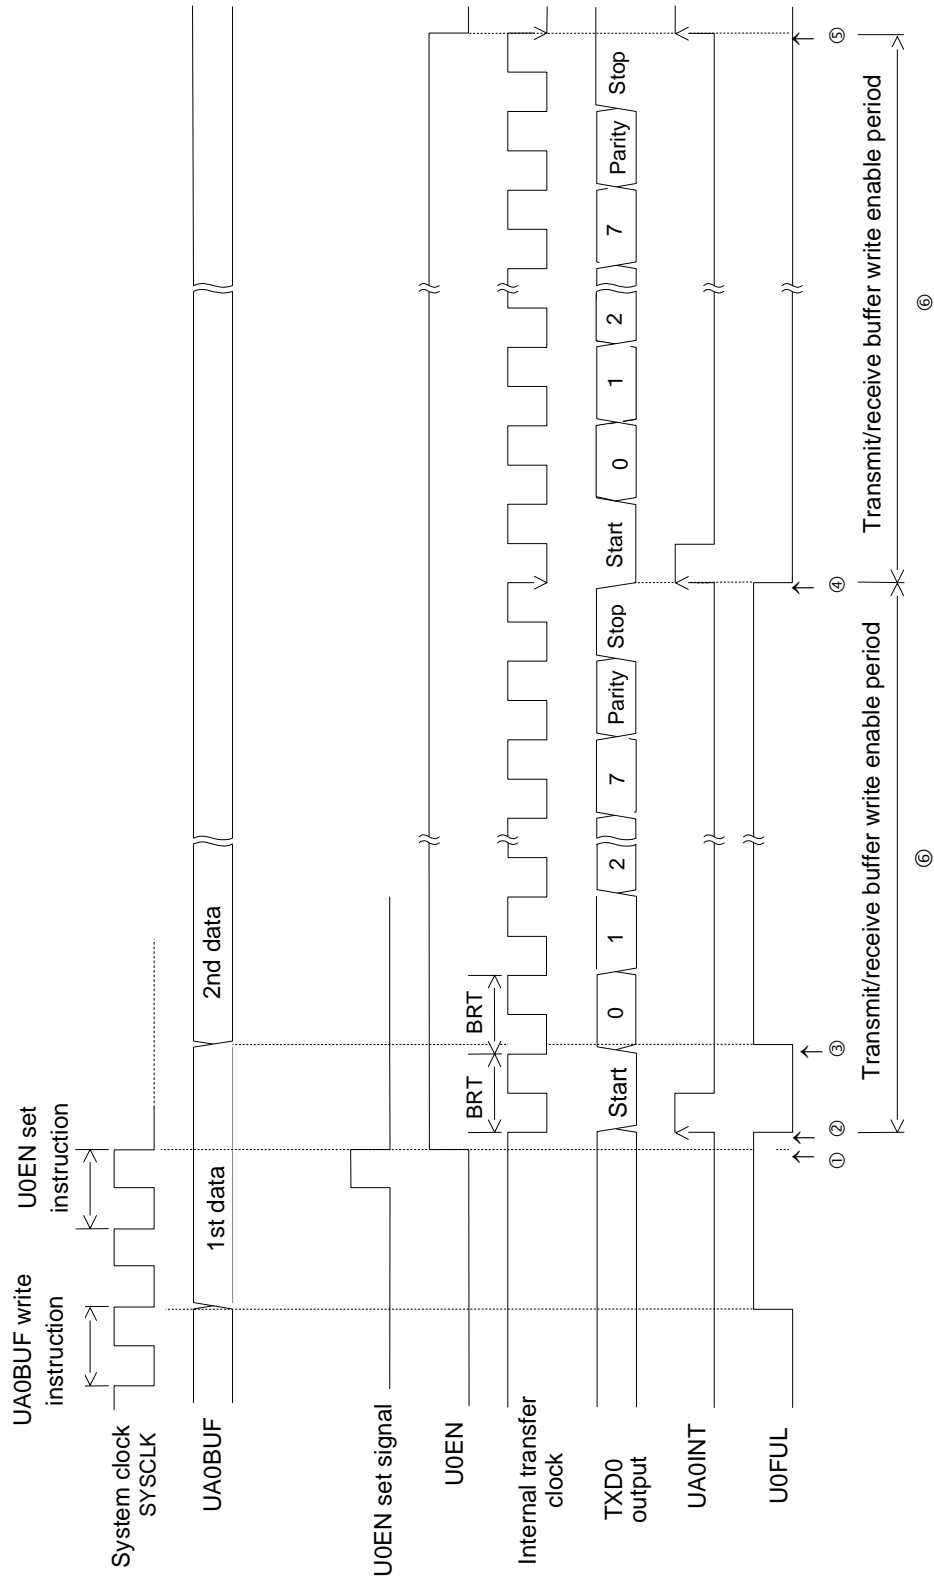 UA0BUF write
instruction
U0EN set
instruction
System clock
SYSCLK
UA0BUF
1st data
2nd data
U0EN set signal
U0EN
BRT
BRT
Internal transfer
clock
TXD0
output
Start
0
1
2
7
Parity
Stop
Start
0
1
2
7
Parity
Stop
UA0INT
U0FUL
①
②
③
④
⑤
Transmit/receive buffer write enable period
Transmit/receive buffer write enable period
⑥
⑥